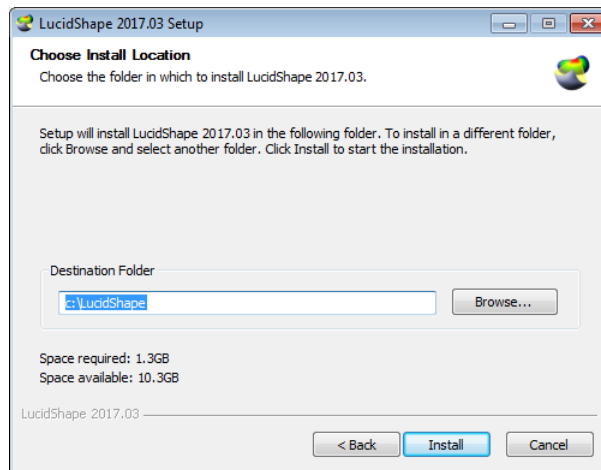 LucidShape 2017.03 Setup
Choose Install Location
Choose the folder in which to install LucidShape 2017.03.
Setup will install LucidShape 2017.03 in the following folder. To install in a different folder,
click Browse and select another folder. Click Install to start the installation.
Destination Folder
c:\LucidShape
Browse...
Space required: 1.3GB
Space available: 10.3GB
LucidShape 2017.03
< Back
Install
Cancel